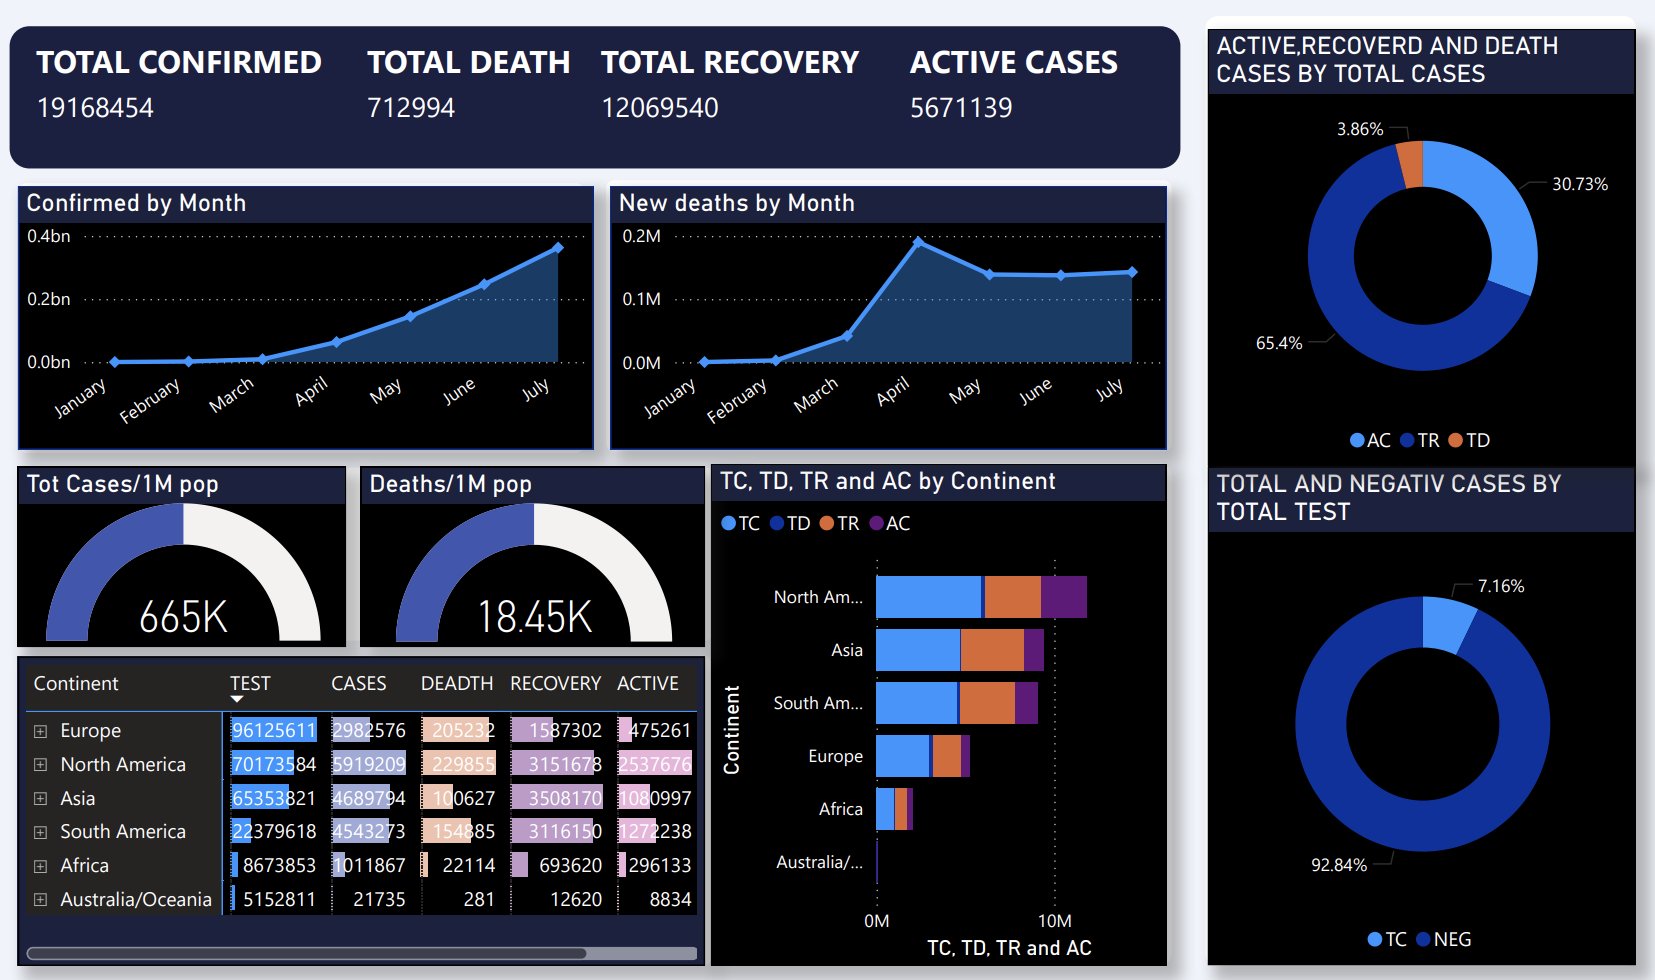 TOTAL CONFIRMED
19168454
TOTAL DEATH
712994
TOTAL RECOVERY
12069540
ACTIVE CASES
5671139
ACTIVE,RECOVERD AND DEATH
CASES BY TOTAL CASES
3.86%
30.73%
65.4%
AC TR TD
Confirmed by Month
0.4bn
0.2bn
0.0bn
January February March April May June July
New deaths by Month
0.2M
0.1M
0.0M
January February March April May June July
Tot Cases/1M pop
665K
Deaths/1M pop
18.45K
TC, TD, TR and AC by Continent
TC TD TR AC
Continent
North Am...
Asia
South Am...
Europe
Africa
Australia/...
0M 10M
TC, TD, TR and AC
TOTAL AND NEGATIV CASES BY
TOTAL TEST
7.16%
92.84%
TC NEG
Continent TEST CASES DEADTH RECOVERY ACTIVE
Europe 96125611 2982576 205232 1587302 475261
North America 70173584 5919209 229855 3151678 2537676
Asia 65353821 4689794 100627 3508170 1080997
South America 22379618 4543273 154885 3116150 1272238
Africa 8673853 1011867 22114 693620 296133
Australia/Oceania 5152811 21735 281 12620 8834